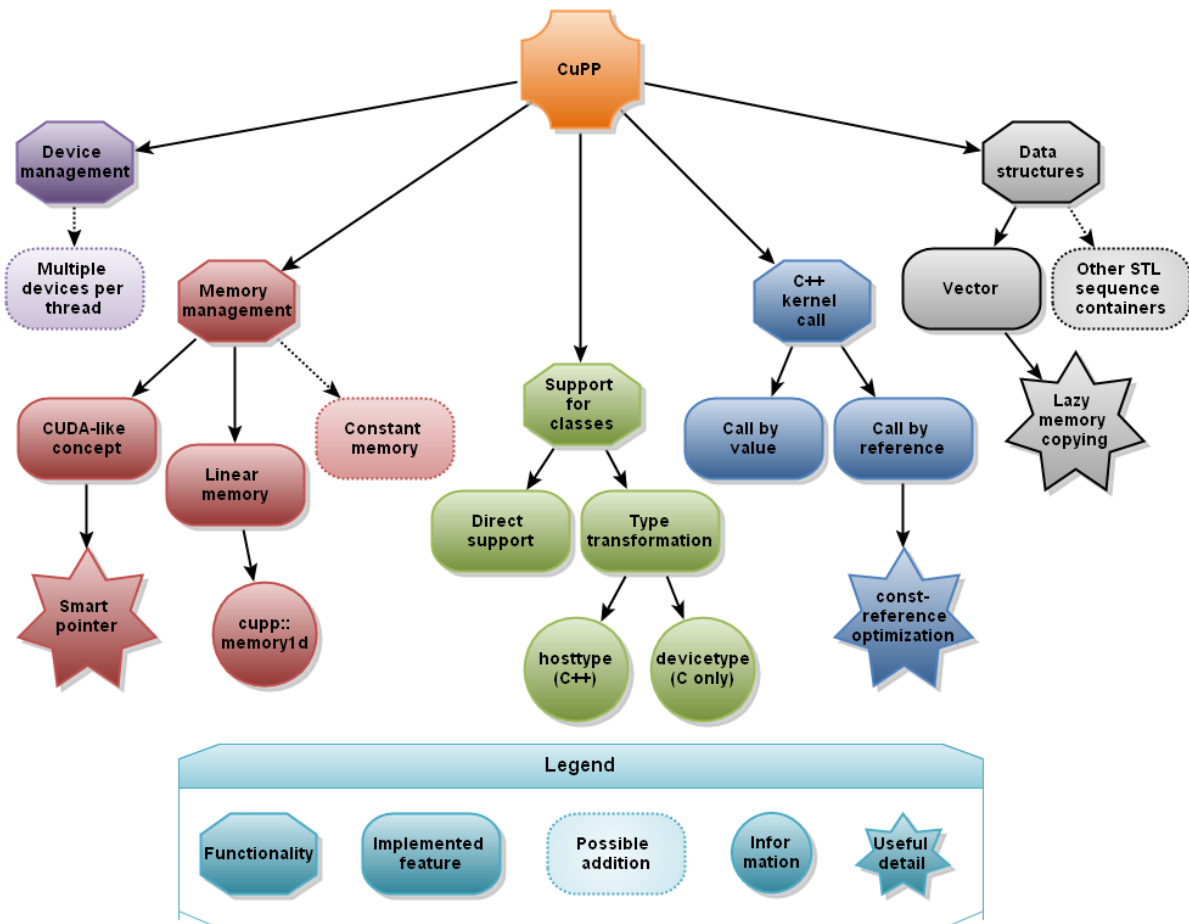 CuPP
Device
management
Data
structures
Multiple
devices per
thread
Memory
management
C++
kernel
call
Vector
Other STL
sequence
containers
CUDA-like
concept
Linear
memory
Constant
memory
Support
for
classes
Call by
value
Call by
reference
Lazy
memory
copying
Direct
support
Type
transformation
Smart
pointer
cupp::
memory1d
hosttype
(C++)
devicetype
(C only)
const-
reference
optimization
Legend
Functionality
Implemented
feature
Possible
addition
Infor
mation
Useful
detail